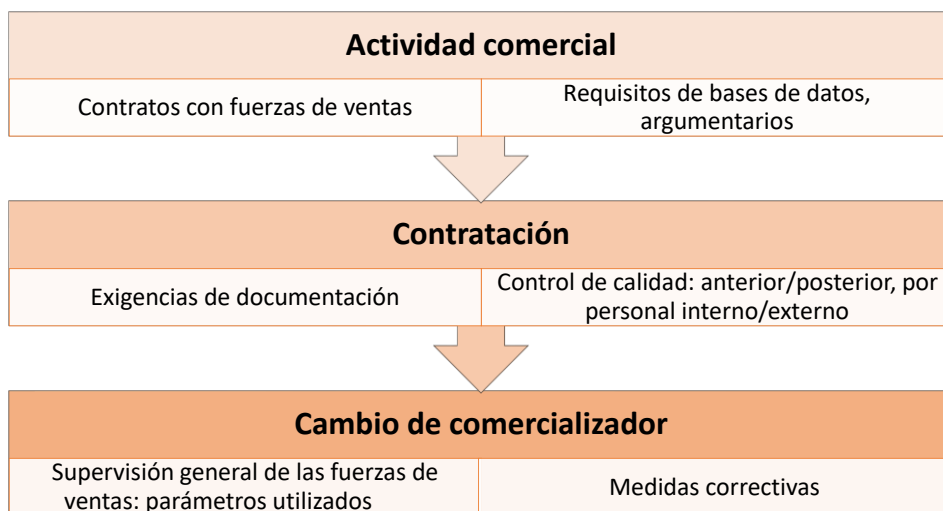 Actividad comercial
Contratos con fuerzas de ventas
Requisitos de bases de datos,
argumentarios
Contratación
Exigencias de documentación
Control de calidad: anterior/posterior, por
personal interno/externo
Cambio de comercializador
Supervisión general de las fuerzas de
ventas: parámetros utilizados
Medidas correctivas